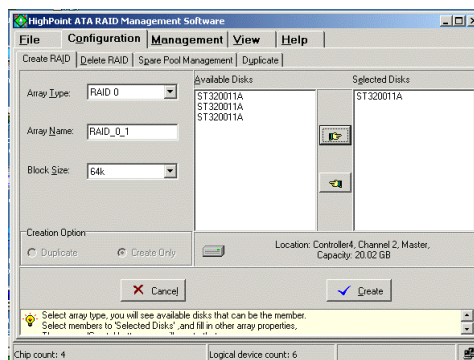 HighPoint ATA RAID Management Software
File Configuration Management View Help
Create RAID Delete RAID Spare Pool Management Duplicate
Available Disks Selected Disks
Array Type: RAID 0
ST320011A ST320011A
ST320011A
ST320011A
Array Name: RAID_0_1
Block Size: 64k
Creation Option
Duplicate Create Only
Location: Controller4, Channel 2, Master,
Capacity: 20.02 GB
Cancel Create
Select array type, you will see available disks that can be the member.
Select members to 'Selected Disks' ,and fill in other array properties,
Chip count: 4 Logical device count: 6